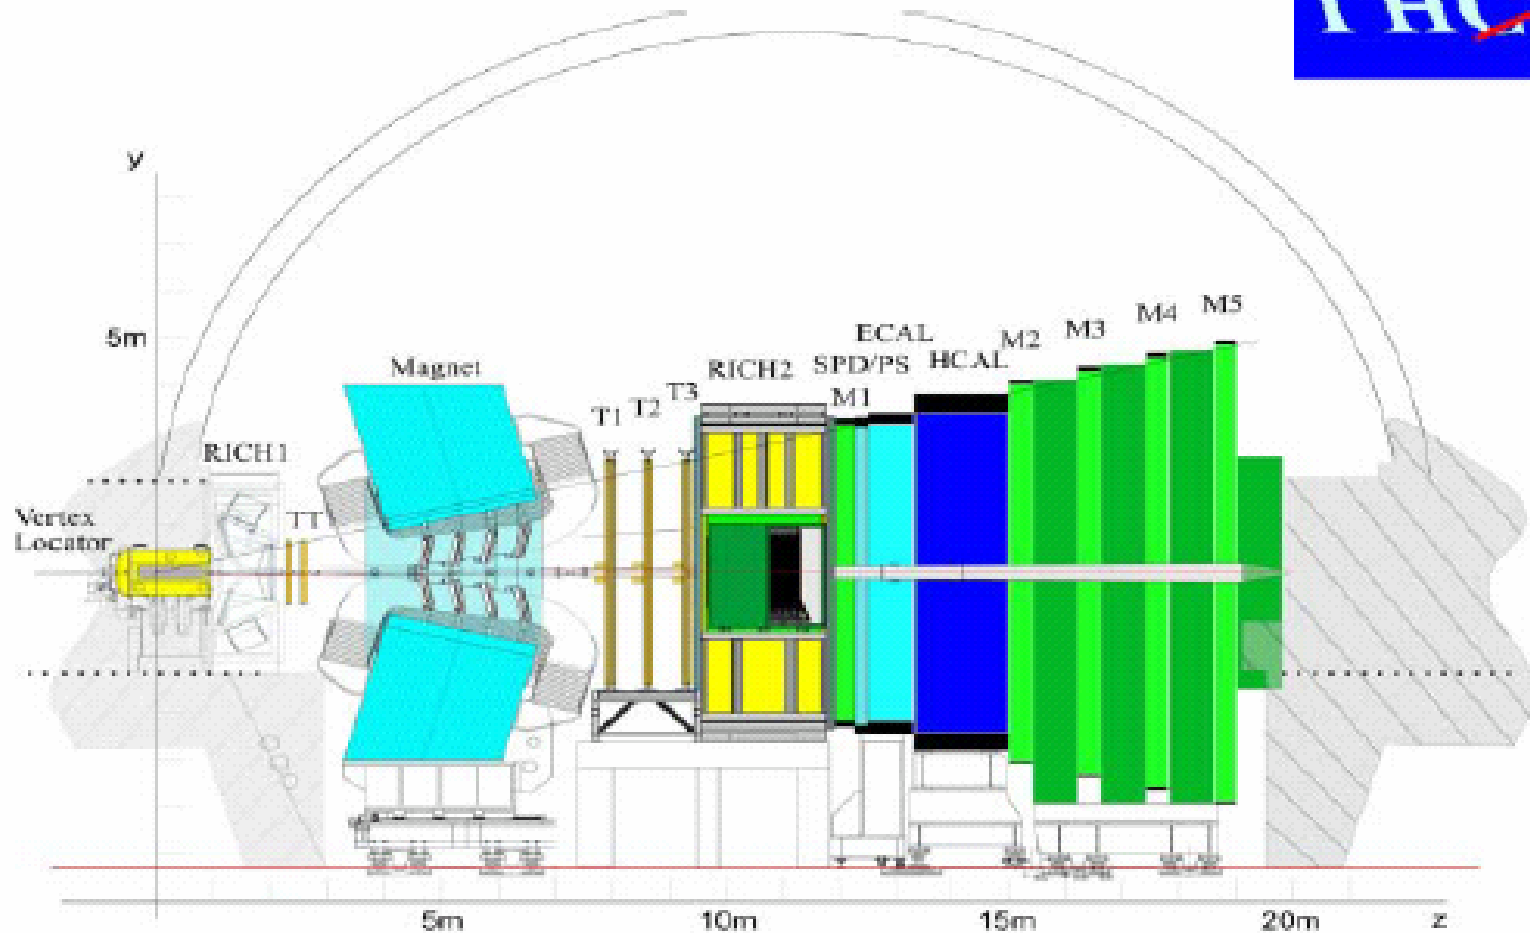 y
5m
Vertex
Locator
RICH1
TT
Magnet
T1
T2
T3
RICH2
M1
SPD/PS
ECAL
HCAL
M2
M3
M4
M5
5m
10m
15m
20m
z